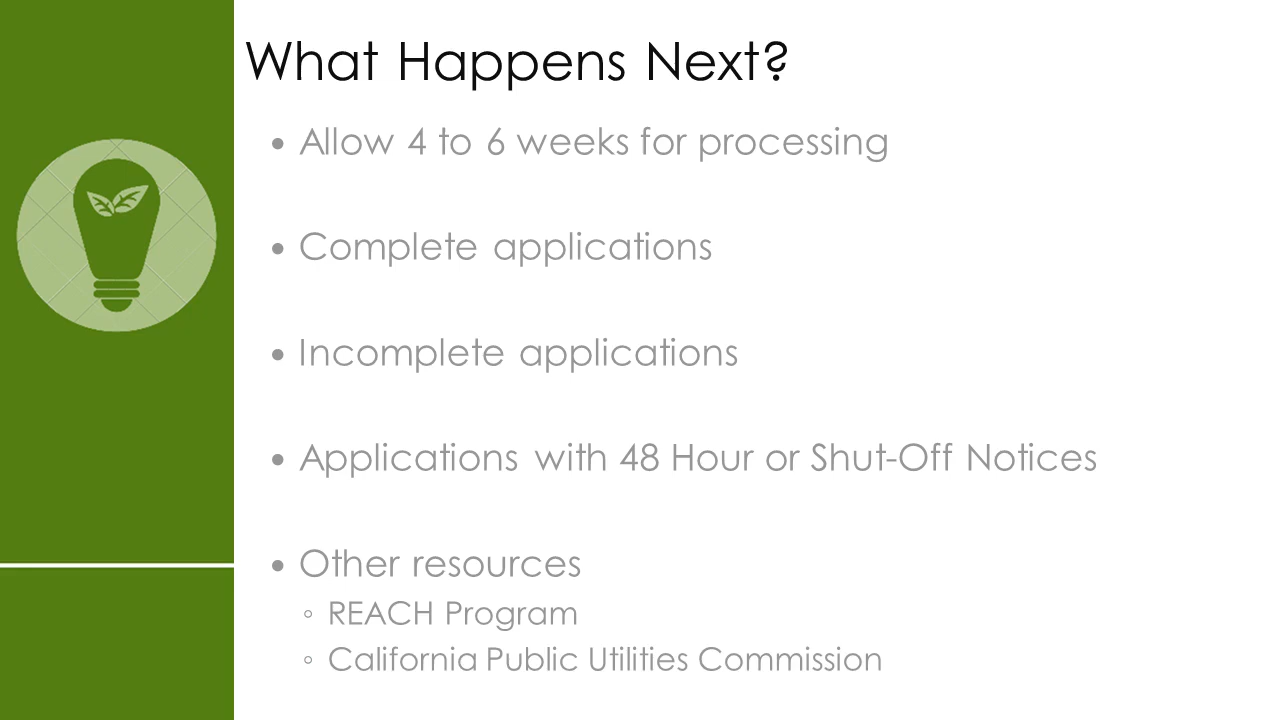 What Happens Next?
• Allow 4 to 6 weeks for processing
• Complete applications
• Incomplete applications
• Applications with 48 Hour or Shut-Off Notices
• Other resources
◦ REACH Program
◦ California Public Utilities Commission